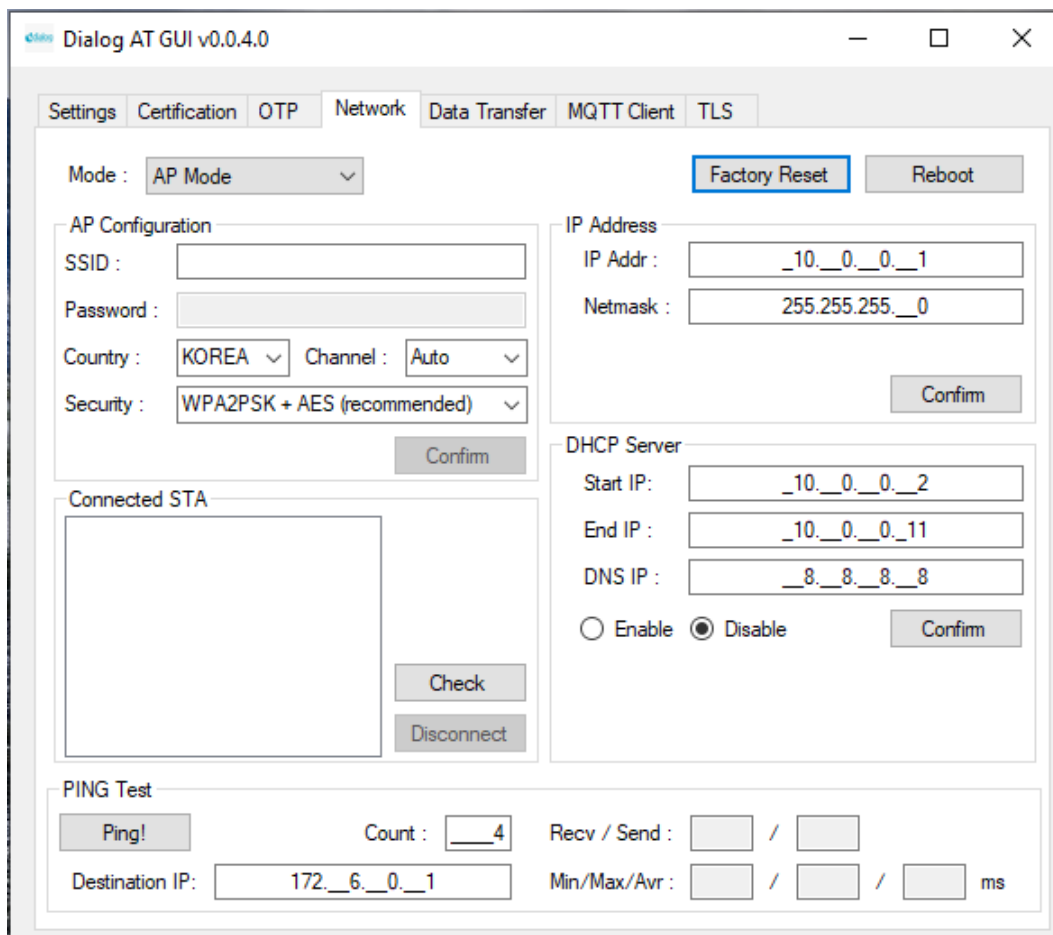 Dialog AT GUI v0.0.4.0
Settings Certification OTP Network Data Transfer MQTT Client TLS
Mode : AP Mode
Factory Reset Reboot
AP Configuration
SSID :
Password :
Country : KOREA Channel : Auto
Security : WPA2PSK + AES (recommended)
Confirm
Connected STA
Check
Disconnect
IP Address
IP Addr : _10.__0.__0.__1
Netmask : 255.255.255.__0
Confirm
DHCP Server
Start IP: _10.__0.__0.__2
End IP : _10.__0.__0._11
DNS IP : __8.__8.__8.__8
Enable Disable Confirm
PING Test
Ping! Count : ____4 Recv / Send : /
Destination IP: 172.__6.__0.__1 Min/Max/Avr : / / ms